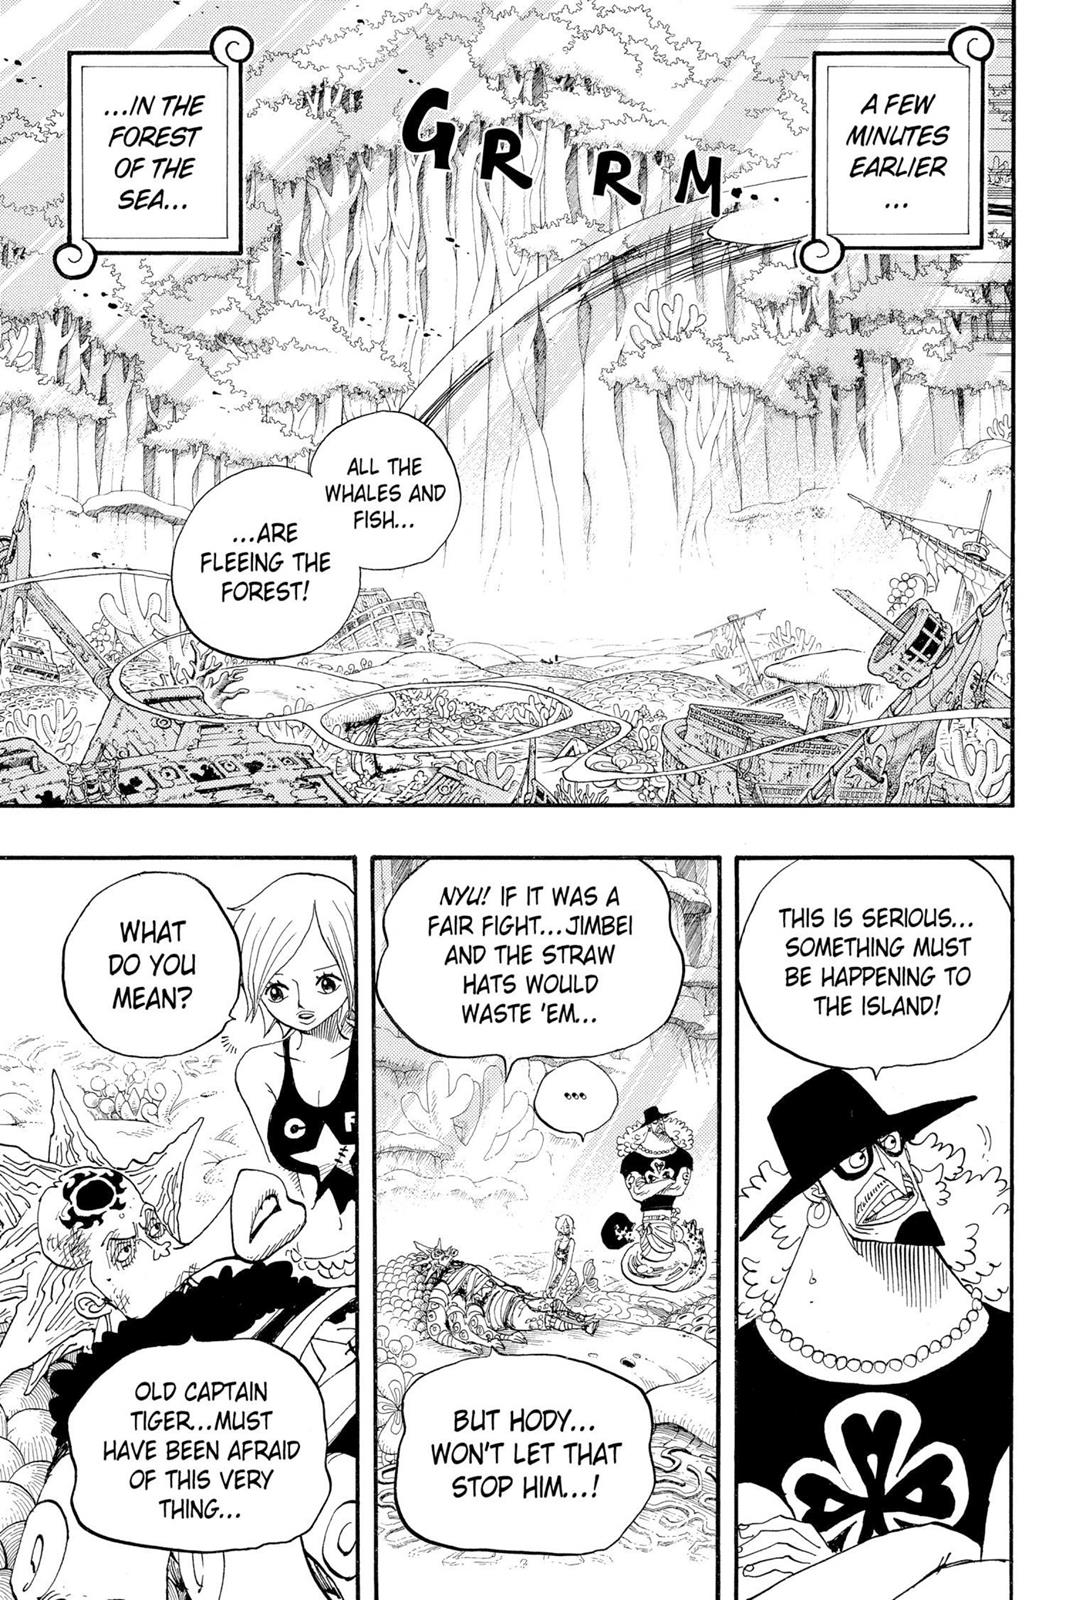 A FEW
MINUTES
EARLIER
...
...IN THE
FOREST
OF THE
SEA...
GRRRM...
ALL THE
WHALES AND
FISH...
...ARE
FLEEING THE
FOREST!
THIS IS SERIOUS...
SOMETHING MUST
BE HAPPENING TO
THE ISLAND!
NYU! IF IT WAS A
FAIR FIGHT...JIMBEI
AND THE STRAW
HATS WOULD
WASTE 'EM...
...
BUT HODY...
WON'T LET THAT
STOP HIM...!
WHAT
DO YOU
MEAN?
C F
OLD CAPTAIN
TIGER...MUST
HAVE BEEN AFRAID
OF THIS VERY
THING...